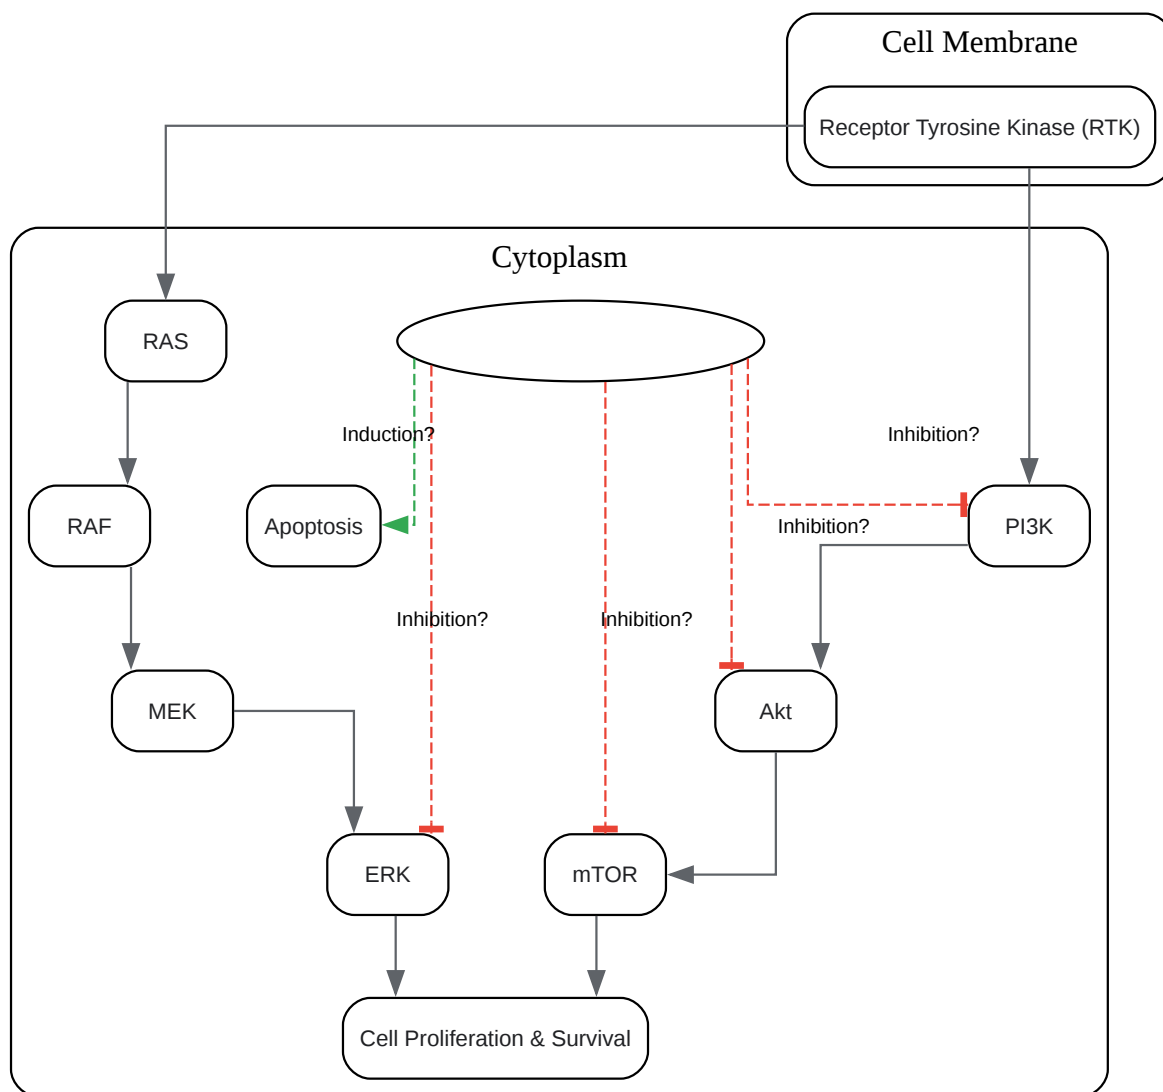 Cell Membrane
Receptor Tyrosine Kinase (RTK)
Cytoplasm
RAS
Induction?
Inhibition?
RAF
Apoptosis
Inhibition?
PI3K
Inhibition?
Inhibition?
MEK
Akt
ERK
mTOR
Cell Proliferation & Survival